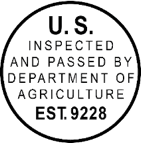 U. S.
INSPECTED
AND PASSED BY
DEPARTMENT OF
AGRICULTURE
EST. 9228